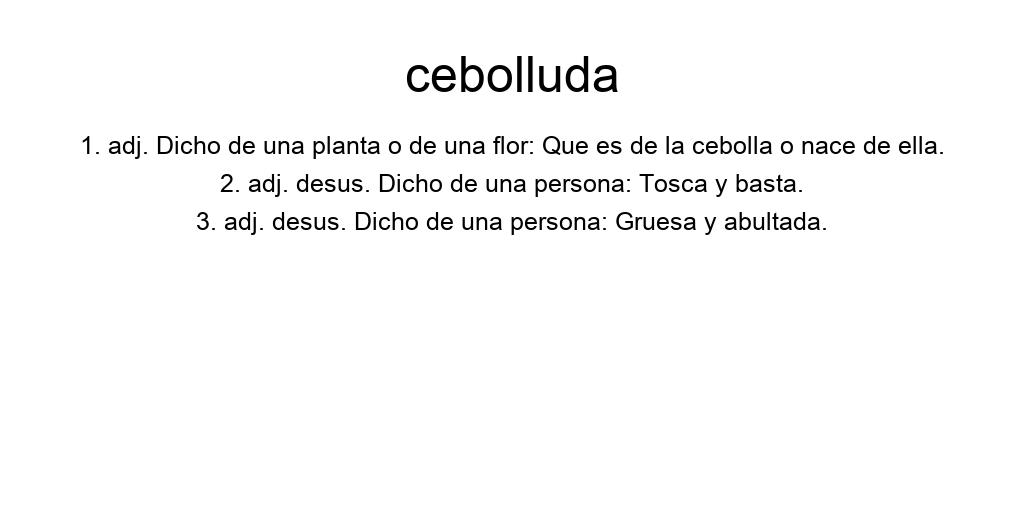 cebolluda
1. adj. Dicho de una planta o de una flor: Que es de la cebolla o nace de ella.
2. adj. desus. Dicho de una persona: Tosca y basta.
3. adj. desus. Dicho de una persona: Gruesa y abultada.